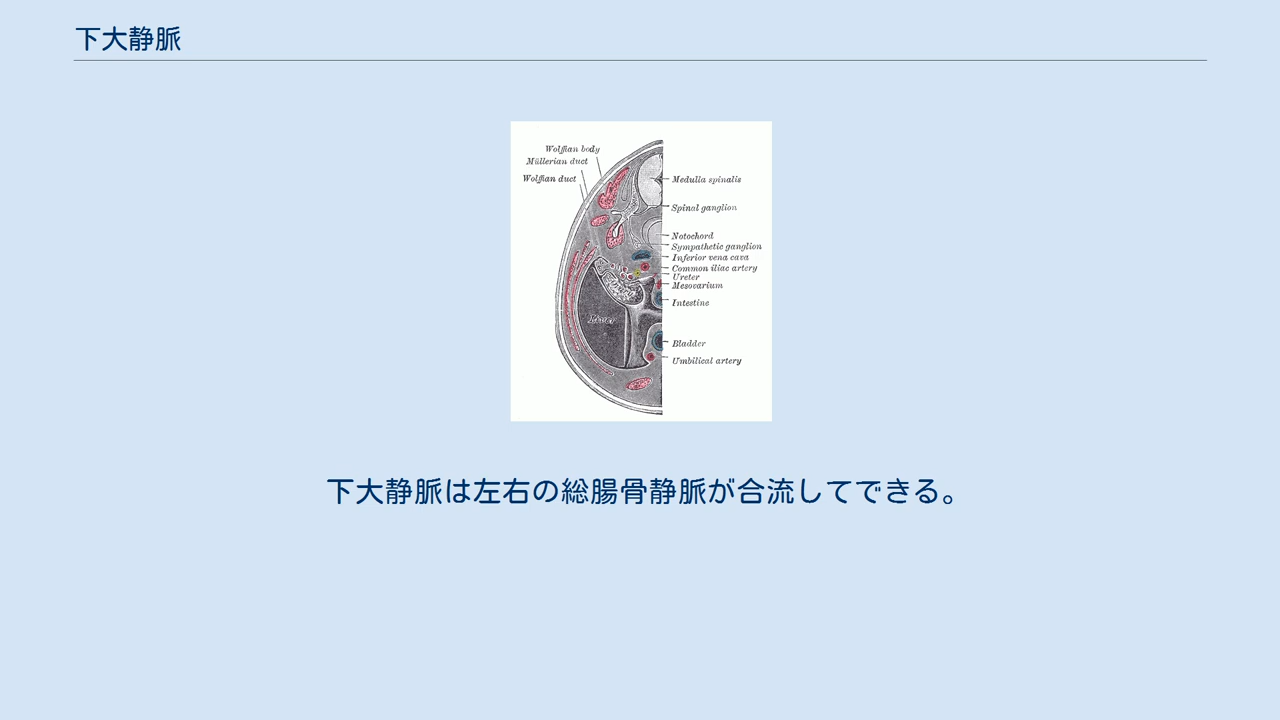 下大静脈
Wolffian body
Müllerian duct
Wolffian duct
Medulla spinalis
Spinal ganglion
Notochord
Sympathetic ganglion
Inferior vena cava
Common iliac artery
Ureter
Mesovarium
Intestine
Liver
Bladder
Umbilical artery
下大静脈は左右の総腸骨静脈が合流してできる。